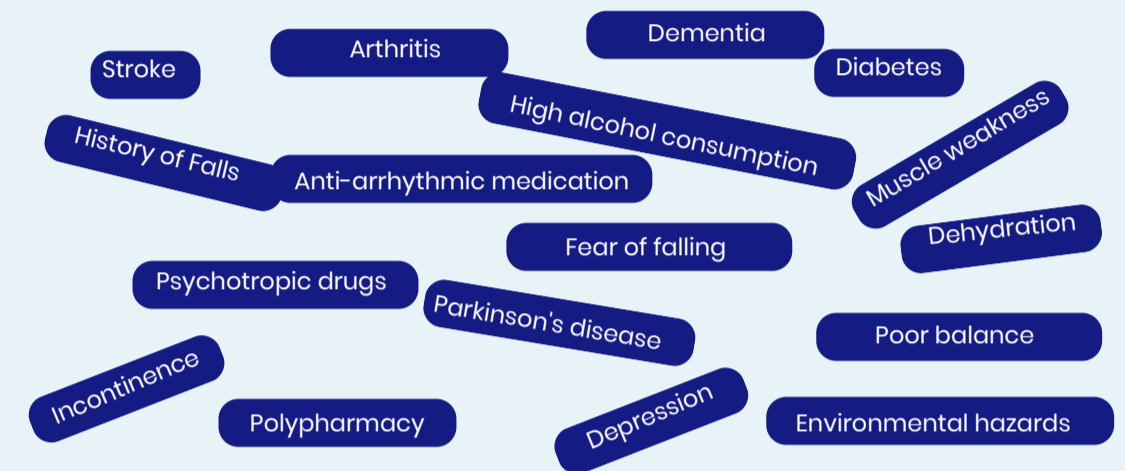 Dementia
Arthritis
Stroke
Diabetes
High alcohol consumption
Muscle weakness
History of Falls
Anti-arrhythmic medication
Dehydration
Fear of falling
Psychotropic drugs
Parkinson's disease
Poor balance
Incontinence
Polypharmacy
Depression
Environmental hazards